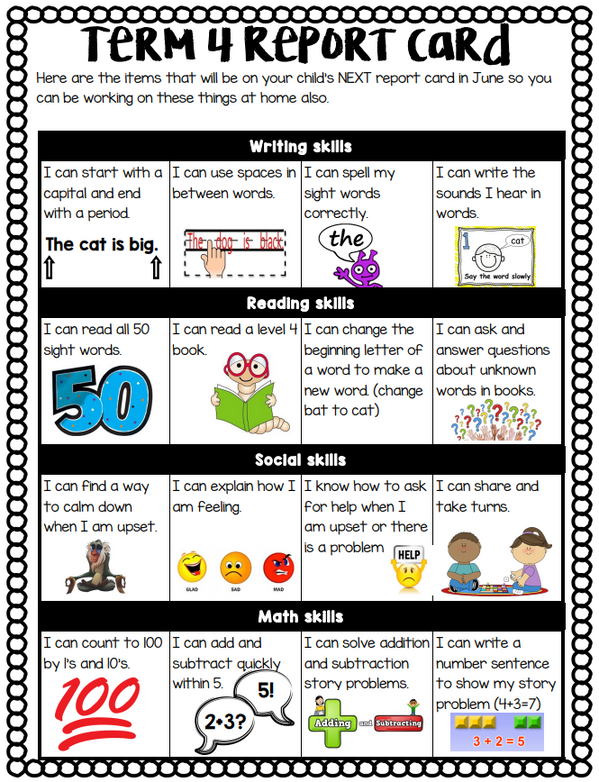 TERM 4 REPORT CARD
Here are the items that will be on your child's NEXT report card in June so you
can be working on these things at home also.
Writing skills
I can start with a
capital and end
with a period.
The cat is big.
I can use spaces in
between words.
The dog is black
I can spell my
sight words
correctly.
the
I can write the
sounds I hear in
words.
1
cat
Say the word slowly
Reading skills
I can read all 50
sight words.
50
I can read a level 4
book.
I can change the
beginning letter of
a word to make a
new word. (change
bat to cat)
I can ask and
answer questions
about unknown
words in books.
Social skills
I can find a way
to calm down
when I am upset.
I can explain how I
am feeling.
GLAD SAD MAD
I know how to ask
for help when I
am upset or there
is a problem
HELP
I can share and
take turns.
Math skills
I can count to 100
by 1's and 10's.
100
I can add and
subtract quickly
within 5.
5!
2+3?
I can solve addition
and subtraction
story problems.
Adding and Subtracting
I can write a
number sentence
to show my story
problem (4+3=7)
3 + 2 = 5